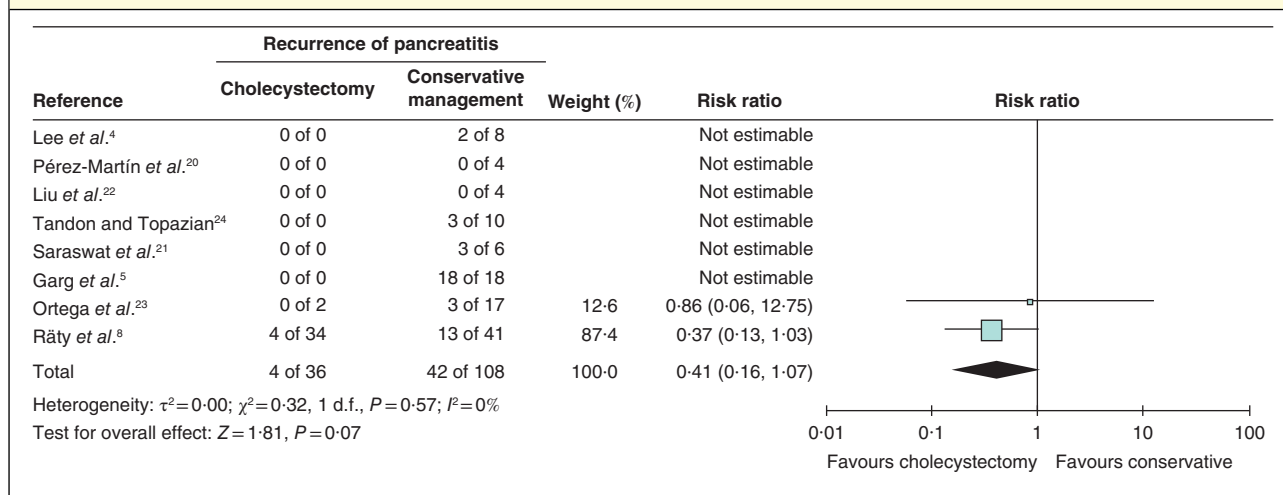 Recurrence of pancreatitis
Reference Cholecystectomy Conservative management Weight (%) Risk ratio Risk ratio
Lee et al.⁴ 0 of 0 2 of 8 Not estimable
Pérez-Martín et al.²⁰ 0 of 0 0 of 4 Not estimable
Liu et al.²² 0 of 0 0 of 4 Not estimable
Tandon and Topazian²⁴ 0 of 0 3 of 10 Not estimable
Saraswat et al.²¹ 0 of 0 3 of 6 Not estimable
Garg et al.⁵ 0 of 0 18 of 18 Not estimable
Ortega et al.²³ 0 of 2 3 of 17 12·6 0·86 (0·06, 12·75)
Räty et al.⁸ 4 of 34 13 of 41 87·4 0·37 (0·13, 1·03)
Total 4 of 36 42 of 108 100·0 0·41 (0·16, 1·07)
Heterogeneity: τ²=0·00; χ²=0·32, 1 d.f., P=0·57; I²=0%
Test for overall effect: Z=1·81, P=0·07
0·01 0·1 1 10 100
Favours cholecystectomy Favours conservative